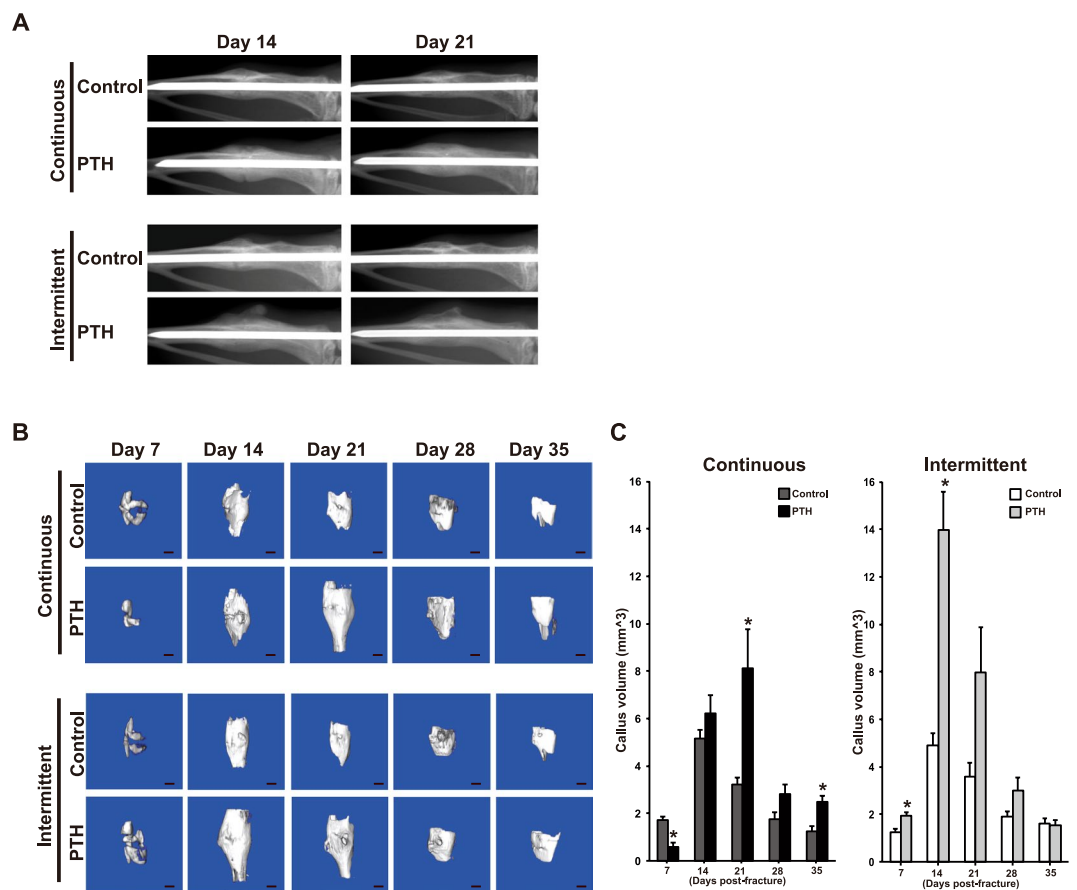 A
Day 14 Day 21
Continuous
Control
PTH
Intermittent
Control
PTH
B
Day 7 Day 14 Day 21 Day 28 Day 35
Continuous
Control
PTH
Intermittent
Control
PTH
C
Continuous
Control
PTH
Callus volume (mm^3)
16
14
12
10
8
6
4
2
0
*
*
*
7 14 21 28 35
(Days post-fracture)
Intermittent
Control
PTH
Callus volume (mm^3)
16
14
12
10
8
6
4
2
0
*
*
7 14 21 28 35
(Days post-fracture)